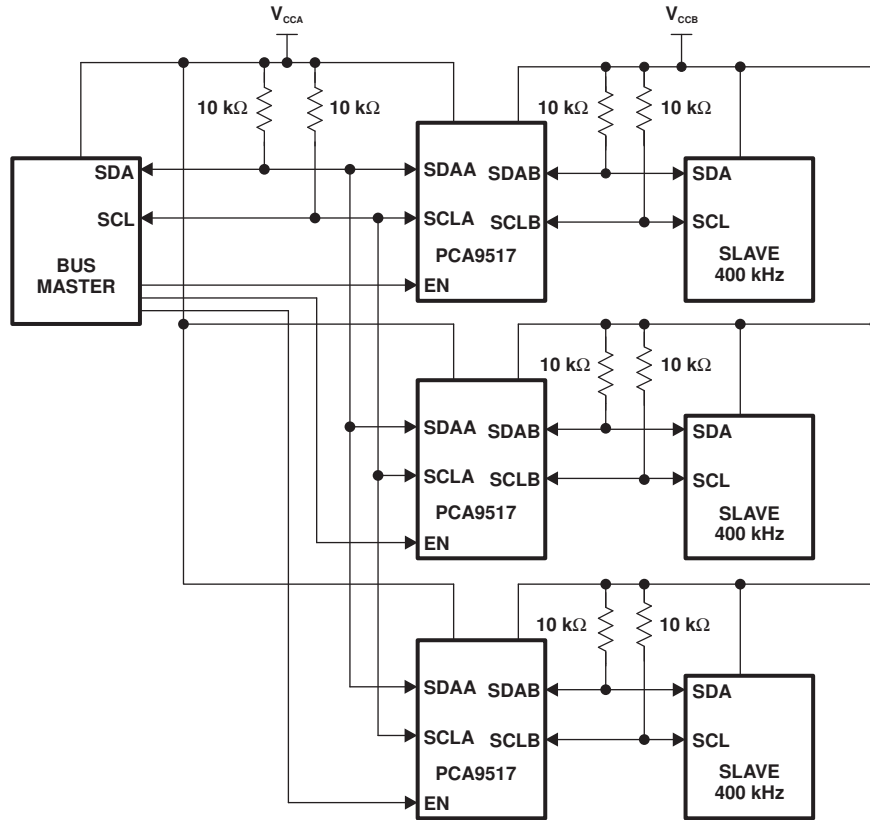 V_CCA
V_CCB
10 kΩ
10 kΩ
10 kΩ
10 kΩ
SDA
SCL
BUS
MASTER
SDAA
SCLA
SDAB
SCLB
PCA9517
EN
SDA
SCL
SLAVE
400 kHz
10 kΩ
10 kΩ
SDAA
SCLA
SDAB
SCLB
PCA9517
EN
SDA
SCL
SLAVE
400 kHz
10 kΩ
10 kΩ
SDAA
SCLA
SDAB
SCLB
PCA9517
EN
SDA
SCL
SLAVE
400 kHz